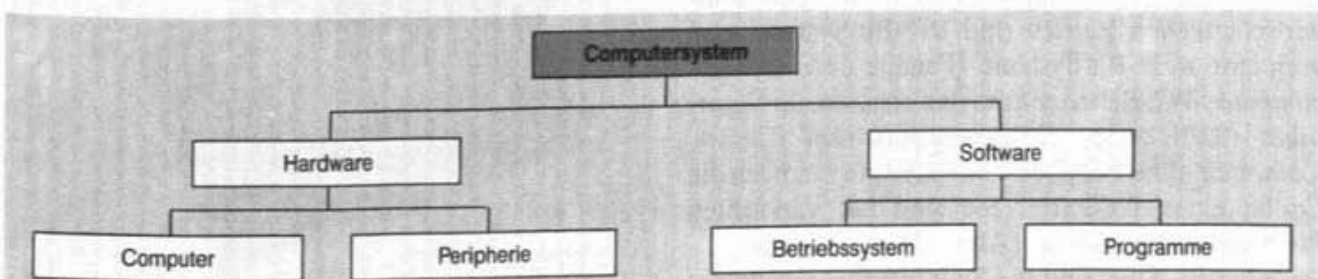 Computersystem
Hardware
Software
Computer
Peripherie
Betriebssystem
Programme